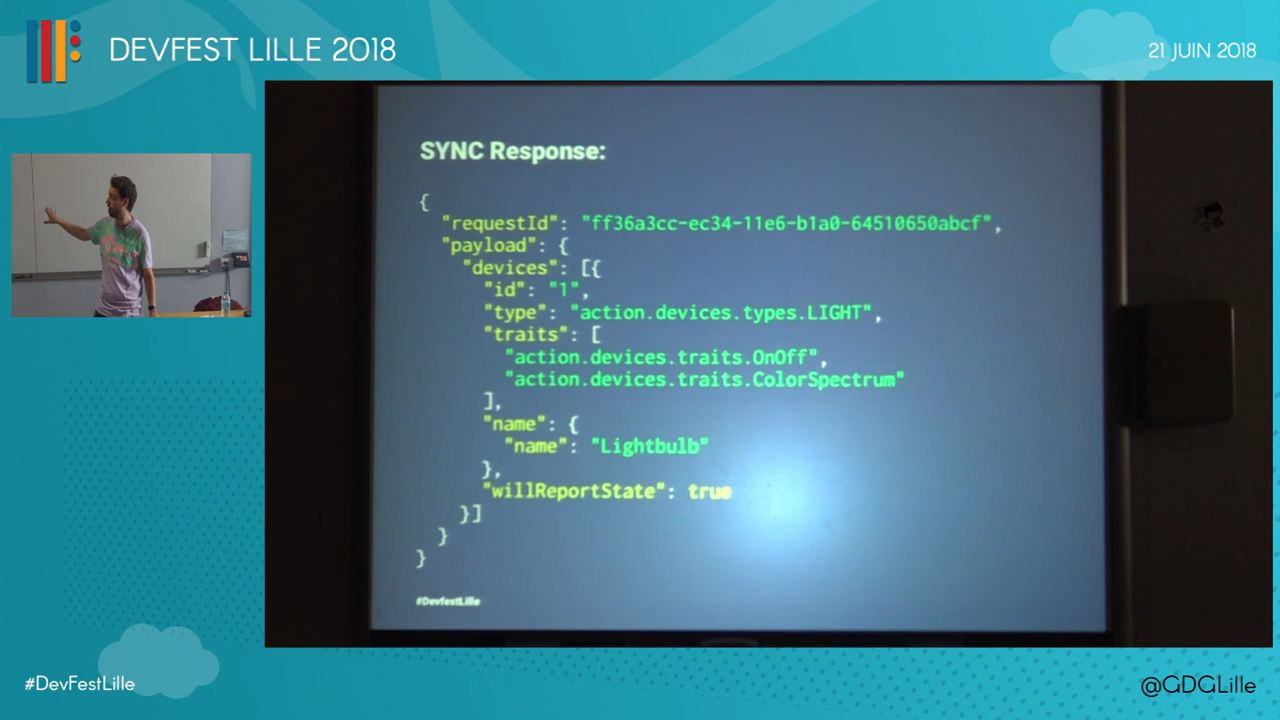 DEVFEST LILLE 2018
21 JUIN 2018
SYNC Response:
{
"requestId": "ff36a3cc-ec34-11e6-b1a0-64510650abcf",
"payload": {
"devices": [{
"id": "1",
"type": "action.devices.types.LIGHT",
"traits": [
"action.devices.traits.OnOff",
"action.devices.traits.ColorSpectrum"
],
"name": {
"name": "Lightbulb"
},
"willReportState": true
}]
}
}
#DevfestLille
#DevFestLille
@GDGLille